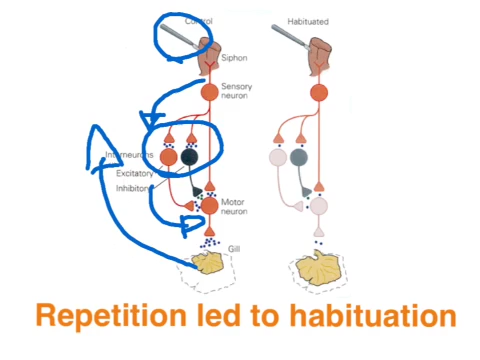 Control
Habituated
Siphon
Sensory
neuron
Interneurons
Excitatory
Inhibitory
Motor
neuron
Gill
Repetition led to habituation